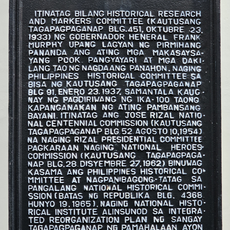 ITINATAG BILANG HISTORICAL RESEARCH
AND MARKERS COMMITTEE (KAUTUSANG
TAGAPAGPAGANAP BLG.451, OKTUBRE 23,
1933) NG GOBERNADOR HENERAL FRANK
MURPHY UPANG LAGYAN NG PIRMIHANG
PANANDA ANG ATING MGA MAKASAYSA-
YANG POOK, PANGYAYARI AT MGA DAKI-
LANG TAO NG NAGDAANG PANAHON. NAGING
PHILIPPINES HISTORICAL COMMITTEE SA
BISA NG KAUTUSANG TAGAPAGPAGANAP
BLG 91, ENERO 23, 1937, SAMANTALA KAUG-
NAY NG PAGDIRIWANG NG IKA-100 TAONG
KAPANGANAKAN NG ATING PAMBANSANG
BAYANI. ITINATAG ANG JOSE RIZAL NATIO-
NAL CENTENNIAL COMMISSION (KAUTUSANG
TAGAPAGPAGANAP BLG 52 AGOSTO 10, 1954)
NA NAGING RIZAL PRESIDENTIAL COMMITTEE
PAGKARAAN NAGING NATIONAL HEROES
COMMISSION (KAUTUSANG TAGAPAGPAGA-
NAP BLG, 28 DISYEMBRE 27, 1962) BINUWAG
KASAMA ANG PHILIPPINES HISTORICAL CO-
MMITTEE AT NAGPANIBAGONG-TATAG SA
PANGALANG NATIONAL HISTORICAL COMMI-
SSION (BATAS NG REPUBLIKA BLG. 4368
HUNYO 19, 1965). NAGING NATIONAL HISTO-
RICAL INSTITUTE ALINSUNOD SA INTEGRA-
TED REORGANIZATION PLAN NG SANGAY
TAGAPAGPAGANAP NG PAMAHALAAN AYON